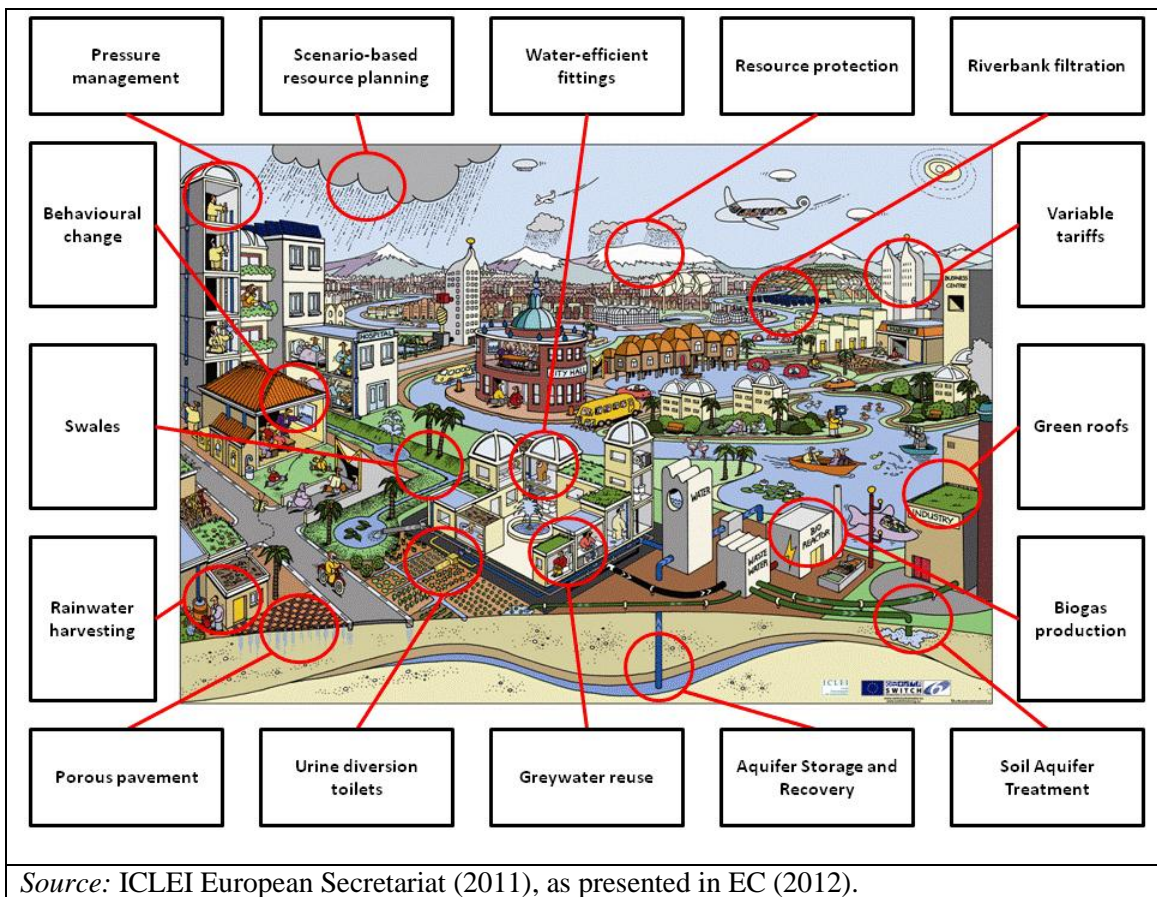 Pressure
management
Scenario-based
resource planning
Water-efficient
fittings
Resource protection
Riverbank filtration
Behavioural
change
Variable
tariffs
Swales
Green roofs
Rainwater
harvesting
Biogas
production
HOSPITAL
CITY HALL
BUSINESS
CENTRE
WATER
WASTE
WATER
BIO
REACTOR
INDUSTRY
ICLEI
SWITCH
Porous pavement
Urine diversion
toilets
Greywater reuse
Aquifer Storage and
Recovery
Soil Aquifer
Treatment
Source: ICLEI European Secretariat (2011), as presented in EC (2012).